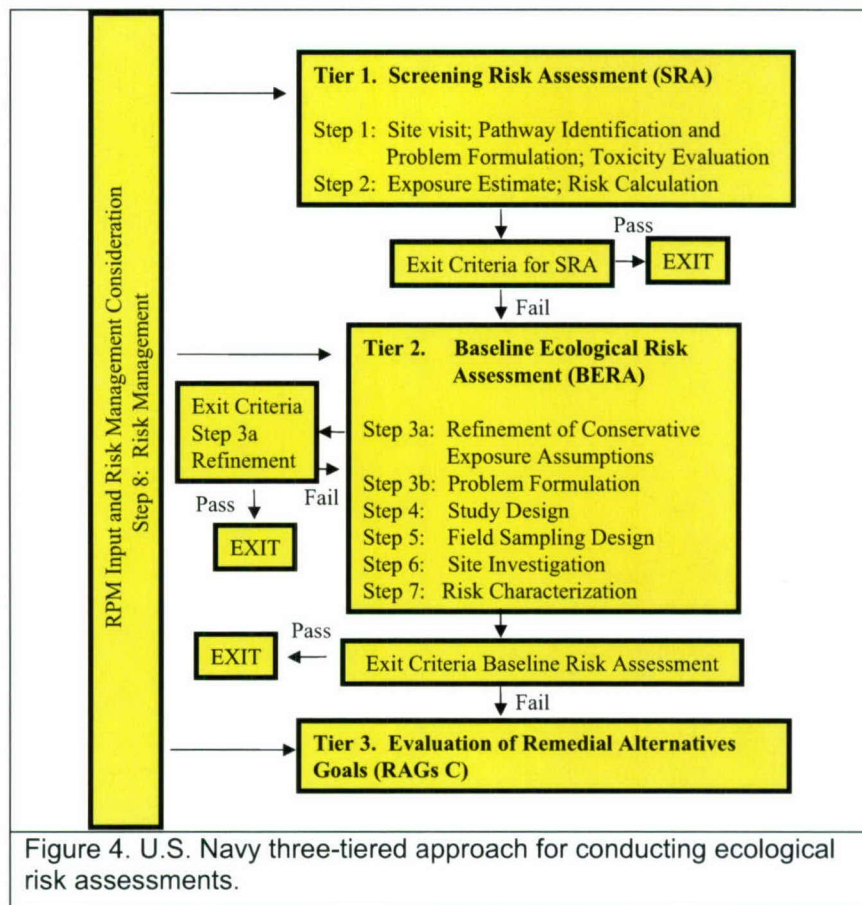 RPM Input and Risk Management Consideration
Step 8: Risk Management
Tier 1. Screening Risk Assessment (SRA)
Step 1: Site visit; Pathway Identification and
Problem Formulation; Toxicity Evaluation
Step 2: Exposure Estimate; Risk Calculation
Pass
Exit Criteria for SRA
EXIT
Fail
Tier 2. Baseline Ecological Risk
Assessment (BERA)
Exit Criteria
Step 3a
Refinement
Step 3a: Refinement of Conservative
Exposure Assumptions
Step 3b: Problem Formulation
Step 4: Study Design
Step 5: Field Sampling Design
Step 6: Site Investigation
Step 7: Risk Characterization
Pass
Fail
EXIT
Pass
EXIT
Exit Criteria Baseline Risk Assessment
Fail
Tier 3. Evaluation of Remedial Alternatives
Goals (RAGs C)
Figure 4. U.S. Navy three-tiered approach for conducting ecological
risk assessments.